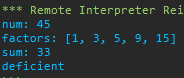 *** Remote Interpreter Rei
num: 45
factors: [1, 3, 5, 9, 15]
sum: 33
deficient